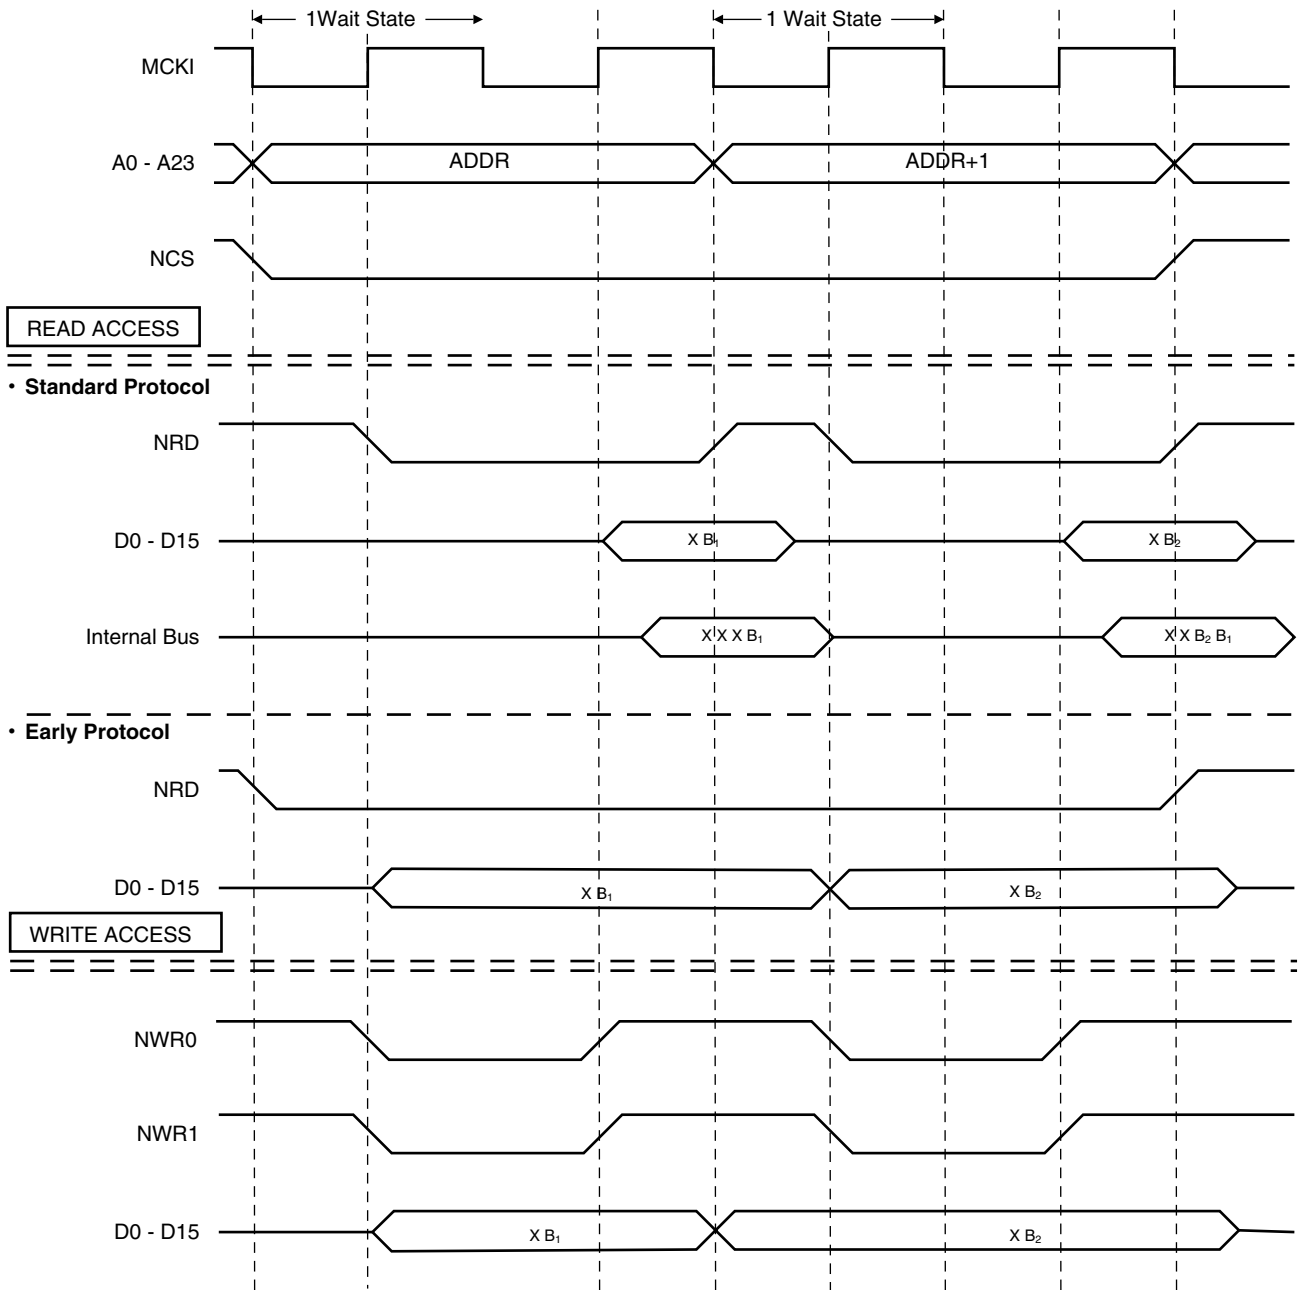 1Wait State 1 Wait State
MCKI
A0 - A23 ADDR ADDR+1
NCS
READ ACCESS
• Standard Protocol
NRD
D0 - D15 X B₁ X B₂
Internal Bus X X X B₁ X X B₂ B₁
• Early Protocol
NRD
D0 - D15 X B₁ X B₂
WRITE ACCESS
NWR0
NWR1
D0 - D15 X B₁ X B₂